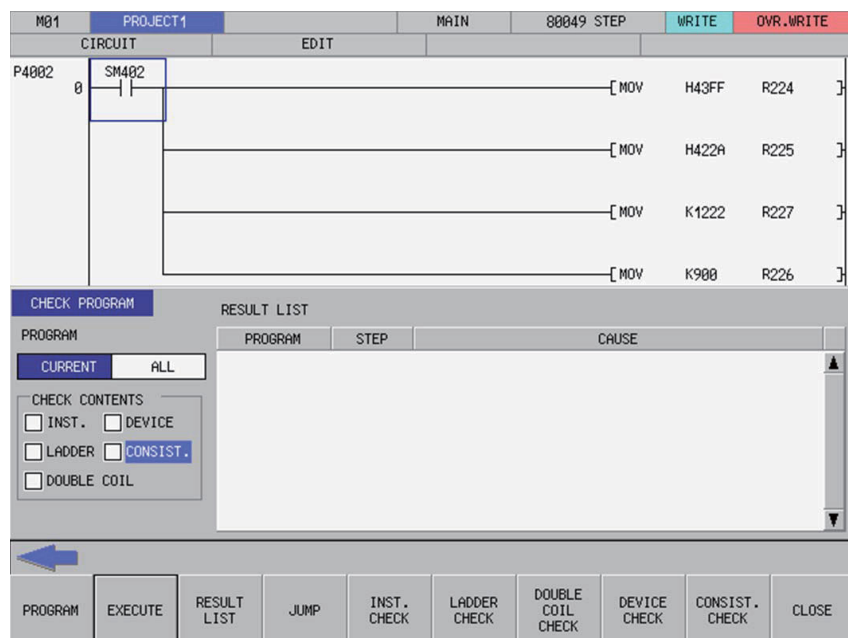 M01 PROJECT1 MAIN 80049 STEP WRITE OVR.WRITE
CIRCUIT EDIT
P4002 SM402
0 [ MOV H43FF R224 ]
[ MOV H422A R225 ]
[ MOV K1222 R227 ]
[ MOV K900 R226 ]
CHECK PROGRAM RESULT LIST
PROGRAM PROGRAM STEP CAUSE
CURRENT ALL
CHECK CONTENTS
INST. DEVICE
LADDER CONSIST.
DOUBLE COIL
PROGRAM EXECUTE RESULT LIST JUMP INST. CHECK LADDER CHECK DOUBLE COIL CHECK DEVICE CHECK CONSIST. CHECK CLOSE